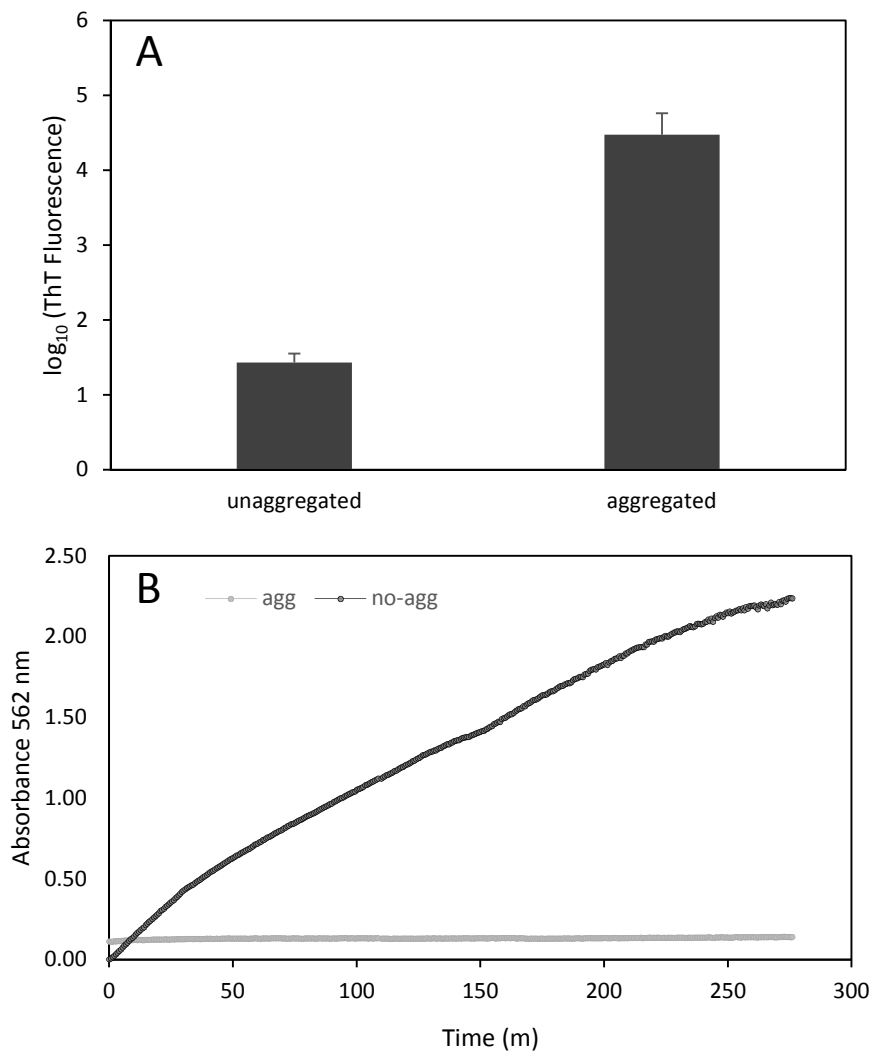 A
6
5
4
3
2
1
0
log10 (ThT Fluorescence)
unaggregated aggregated
B
agg no-agg
2.50
2.00
1.50
1.00
0.50
0.00
Absorbance 562 nm
0 50 100 150 200 250 300
Time (m)